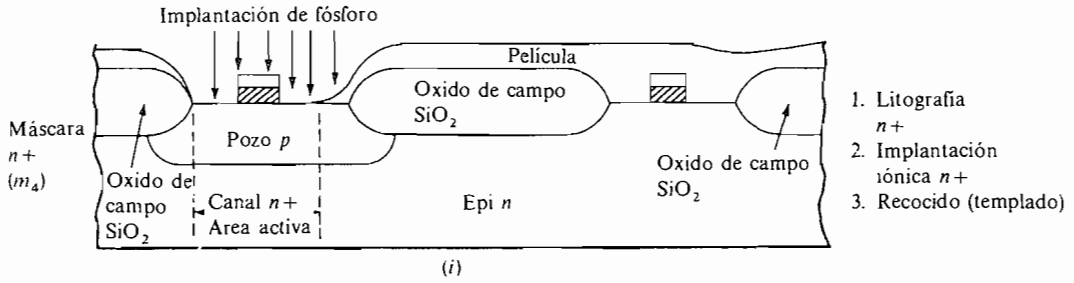 Implantación de fósforo
Película
Oxido de campo
SiO2
Máscara
n+
(m4)
Pozo p
Oxido de
campo
SiO2
Canal n+
Area activa
Epi n
Oxido de campo
SiO2
1. Litografía
n+
2. Implantación
iónica n+
3. Recocido (templado)
(i)